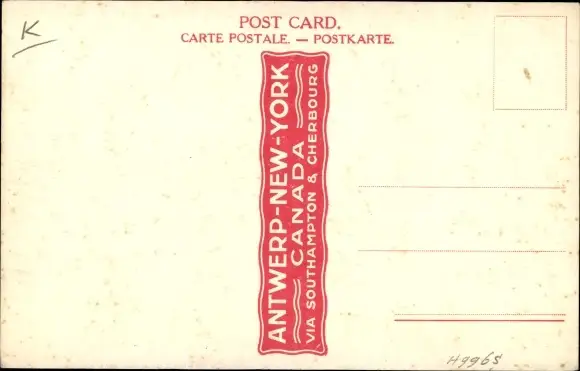 K
POST CARD.
CARTE POSTALE. — POSTKARTE.
ANTWERP-NEW-YORK
CANADA
VIA SOUTHAMPTON & CHERBOURG
H9965